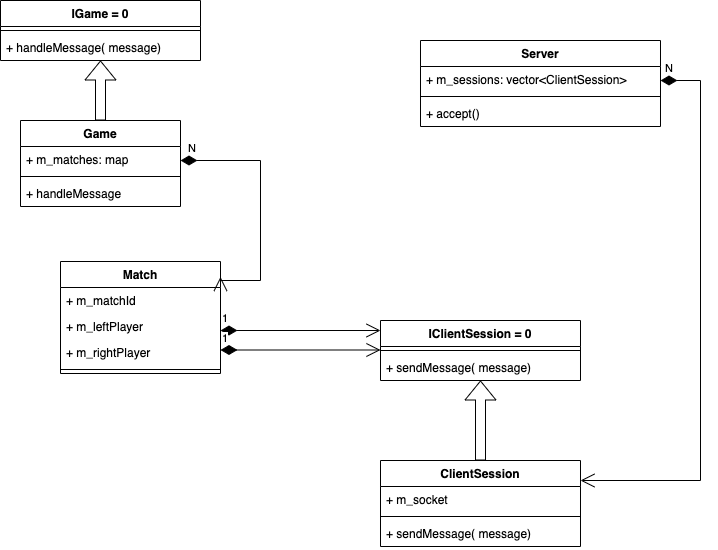 IGame = 0
+ handleMessage( message)
Game
+ m_matches: map
+ handleMessage
N
Server
+ m_sessions: vector<ClientSession>
+ accept()
N
Match
+ m_matchId
+ m_leftPlayer
+ m_rightPlayer
1
1
IClientSession = 0
+ sendMessage( message)
ClientSession
+ m_socket
+ sendMessage( message)